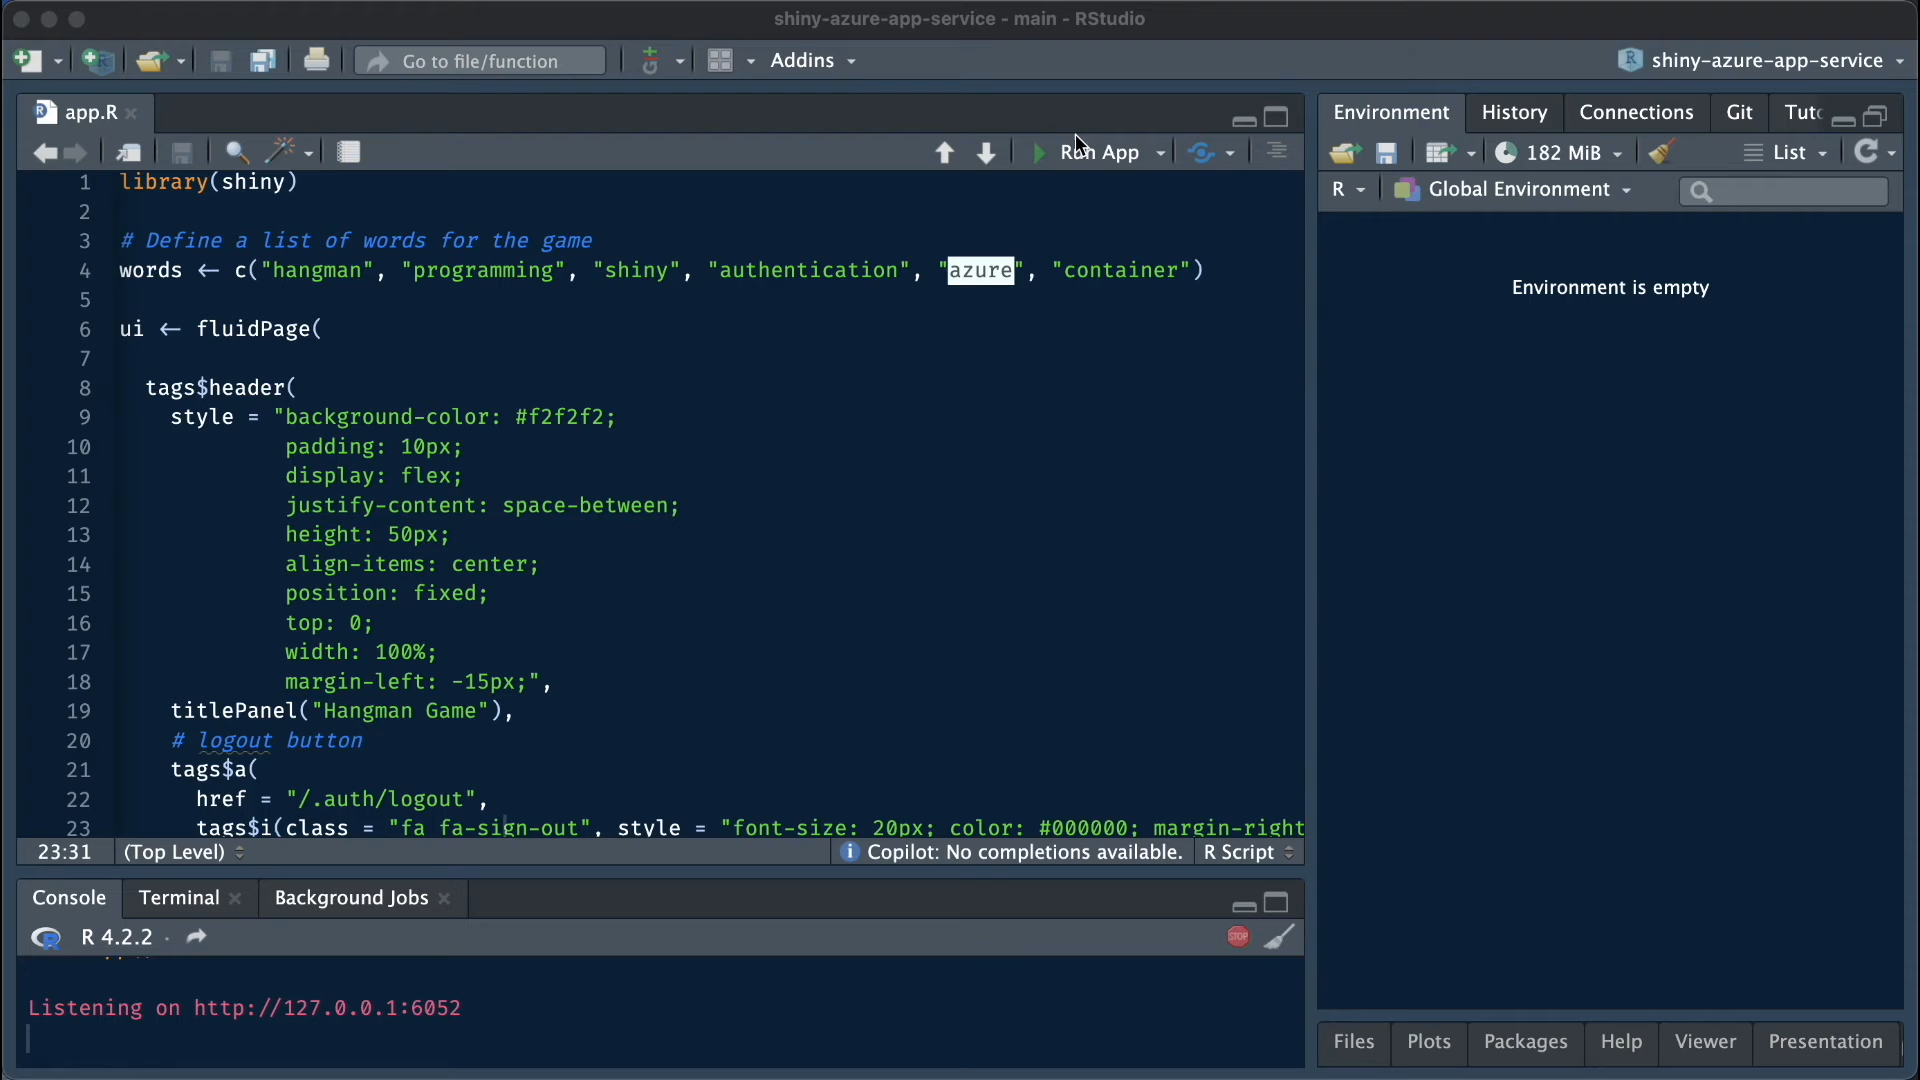 shiny-azure-app-service - main - RStudio
Go to file/function
Addins
shiny-azure-app-service
app.R
Run App
1 library(shiny)
2
3 # Define a list of words for the game
4 words <- c("hangman", "programming", "shiny", "authentication", "azure", "container")
5
6 ui <- fluidPage(
7
8 tags$header(
9 style = "background-color: #f2f2f2;
10 padding: 10px;
11 display: flex;
12 justify-content: space-between;
13 height: 50px;
14 align-items: center;
15 position: fixed;
16 top: 0;
17 width: 100%;
18 margin-left: -15px;",
19 titlePanel("Hangman Game"),
20 # logout button
21 tags$a(
22 href = "/.auth/logout",
23 tags$i(class = "fa fa-sign-out", style = "font-size: 20px; color: #000000; margin-right
23:31 (Top Level) Copilot: No completions available. R Script
Console Terminal Background Jobs
R 4.2.2 ·
STOP
Listening on http://127.0.0.1:6052
Environment History Connections Git Tuto
182 MiB List
R Global Environment
Environment is empty
Files Plots Packages Help Viewer Presentation